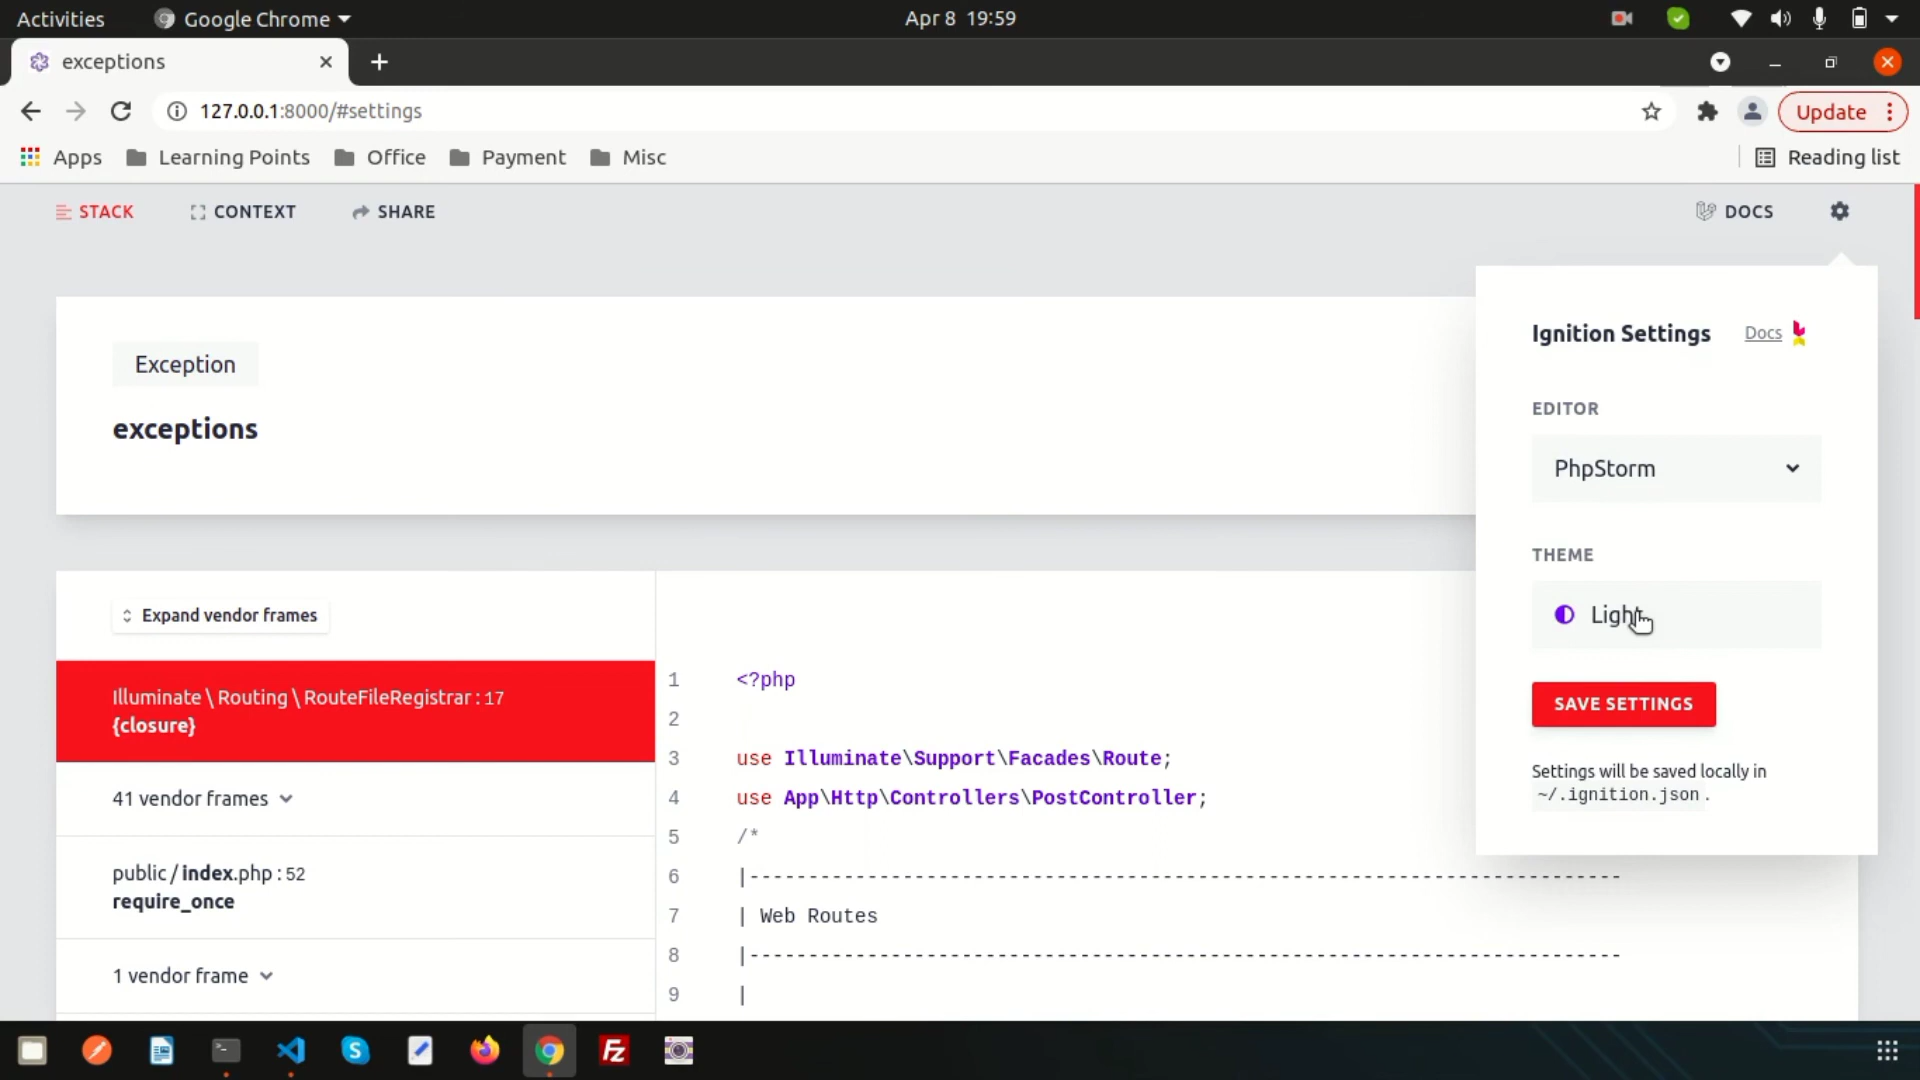 Activities
Google Chrome
Apr 8 19:59
exceptions
127.0.0.1:8000/#settings
Update
Apps
Learning Points
Office
Payment
Misc
Reading list
STACK
CONTEXT
SHARE
DOCS
Exception
exceptions
Ignition Settings
Docs
EDITOR
PhpStorm
THEME
Light
SAVE SETTINGS
Settings will be saved locally in
~/.ignition.json .
Expand vendor frames
Illuminate \ Routing \ RouteFileRegistrar : 17
{closure}
41 vendor frames
public / index.php : 52
require_once
1 vendor frame
1 <?php
2
3 use Illuminate\Support\Facades\Route;
4 use App\Http\Controllers\PostController;
5 /*
6 |--------------------------------------------------------------------------
7 | Web Routes
8 |--------------------------------------------------------------------------
9 |